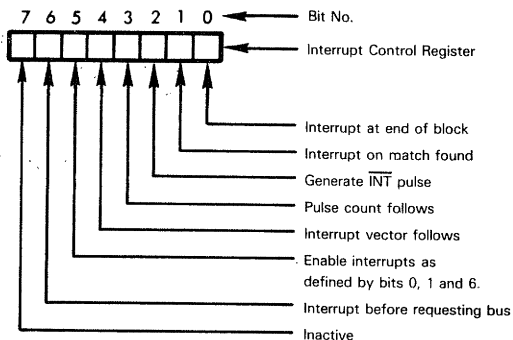 7 6 5 4 3 2 1 0 Bit No.
Interrupt Control Register
Interrupt at end of block
Interrupt on match found
Generate I̅N̅T̅ pulse
Pulse count follows
Interrupt vector follows
Enable interrupts as
defined by bits 0, 1 and 6.
Interrupt before requesting bus
Inactive